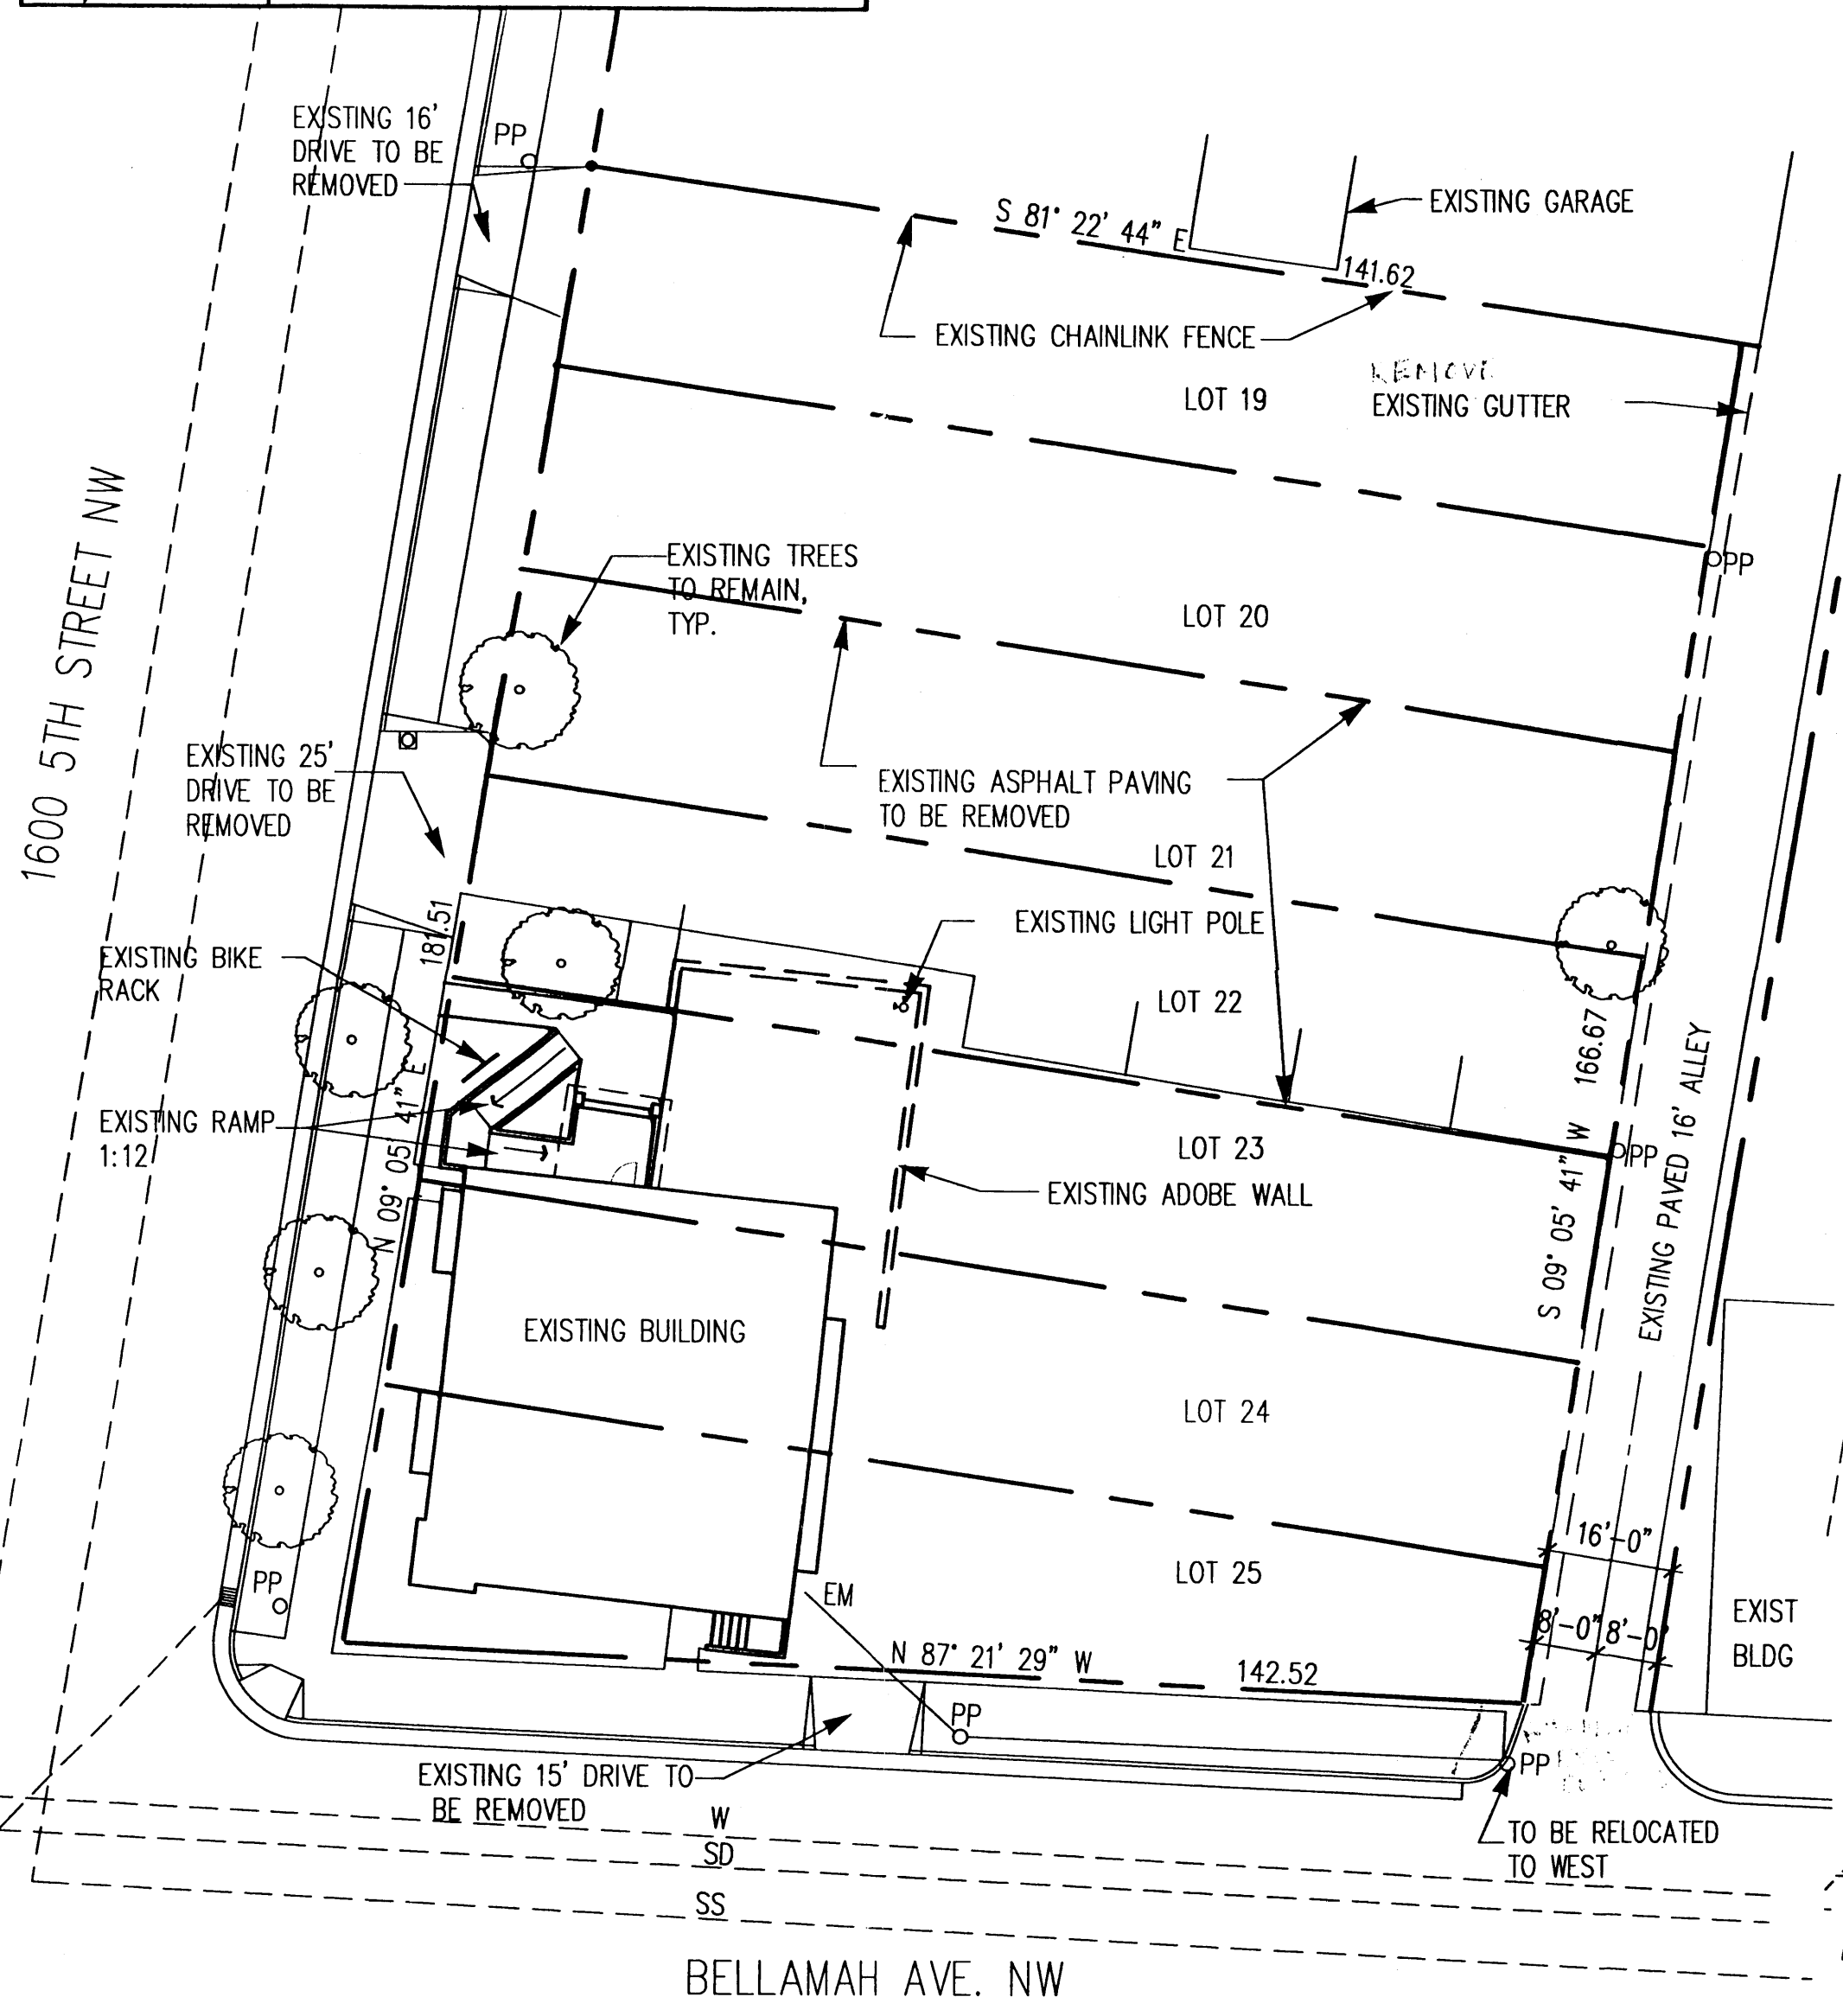 EXISTING 16'
DRIVE TO BE
REMOVED
PP
S 81° 22' 44" E
141.62
EXISTING GARAGE
EXISTING CHAINLINK FENCE
LOT 19
REMOVE
EXISTING GUTTER
1600 5TH STREET NW
EXISTING TREES
TO REMAIN,
TYP.
LOT 20
PP
EXISTING 25'
DRIVE TO BE
REMOVED
EXISTING ASPHALT PAVING
TO BE REMOVED
LOT 21
181.51
EXISTING LIGHT POLE
EXISTING BIKE
RACK
LOT 22
166.67
EXISTING PAVED 16' ALLEY
N 09° 05' 41" E
EXISTING RAMP
1:12
LOT 23
PP
S 09° 05' 41" W
EXISTING ADOBE WALL
EXISTING BUILDING
LOT 24
16'-0"
LOT 25
PP
EM
8'-0"
8'-0"
EXIST
BLDG
N 87° 21' 29" W
142.52
PP
PP
EXISTING 15' DRIVE TO
BE REMOVED
TO BE RELOCATED
TO WEST
W
SD
SS
BELLAMAH AVE. NW